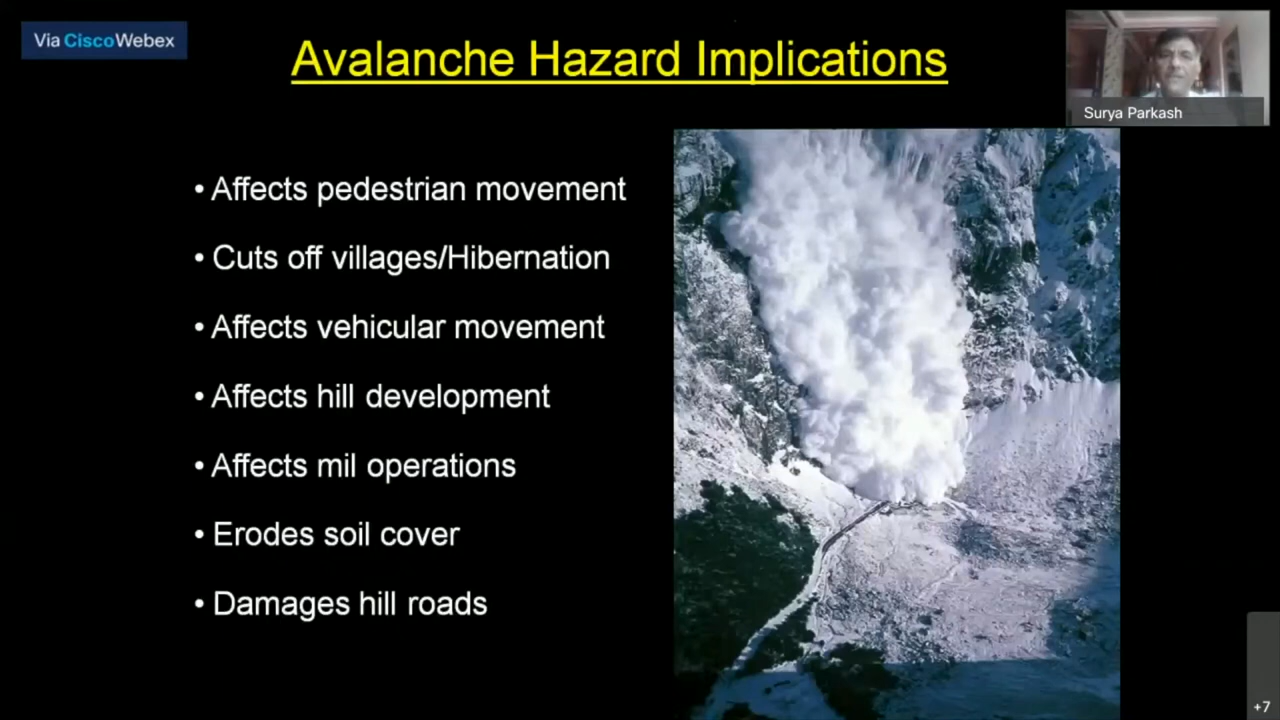 Via CiscoWebex
Avalanche Hazard Implications
Surya Parkash
• Affects pedestrian movement
• Cuts off villages/Hibernation
• Affects vehicular movement
• Affects hill development
• Affects mil operations
• Erodes soil cover
• Damages hill roads
+7